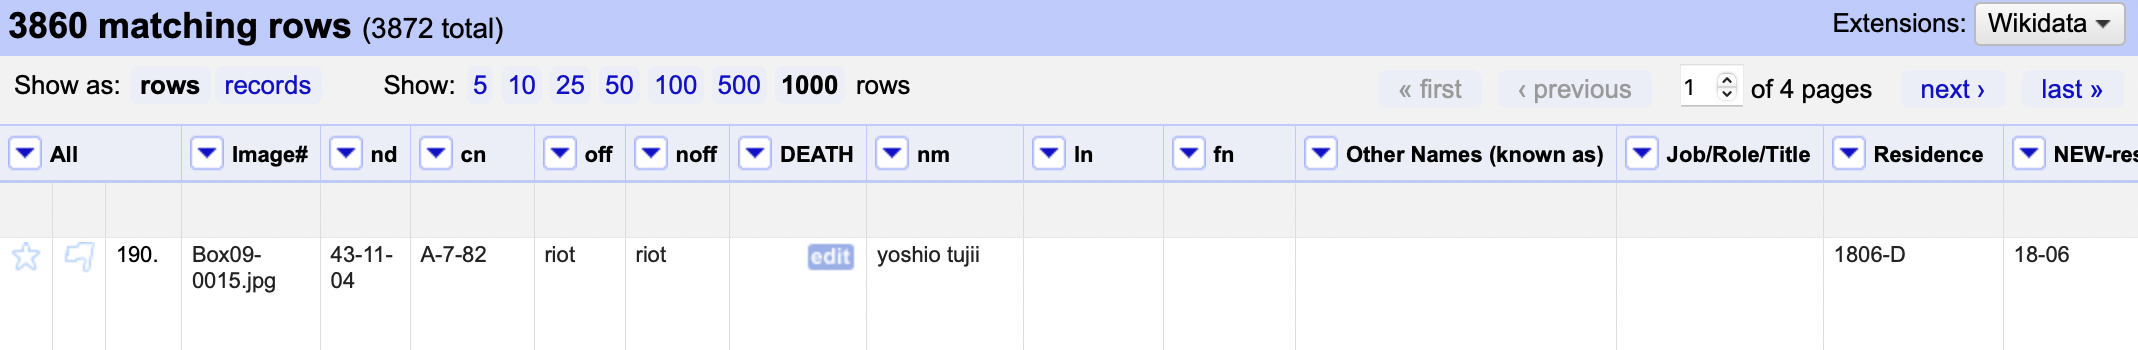 3860 matching rows (3872 total) Extensions: Wikidata
Show as: rows records Show: 5 10 25 50 100 500 1000 rows « first ‹ previous 1 of 4 pages next › last »
All Image# nd cn off noff DEATH nm ln fn Other Names (known as) Job/Role/Title Residence NEW-res
190. Box09- 43-11- A-7-82 riot riot edit yoshio tujii 1806-D 18-06
0015.jpg 04